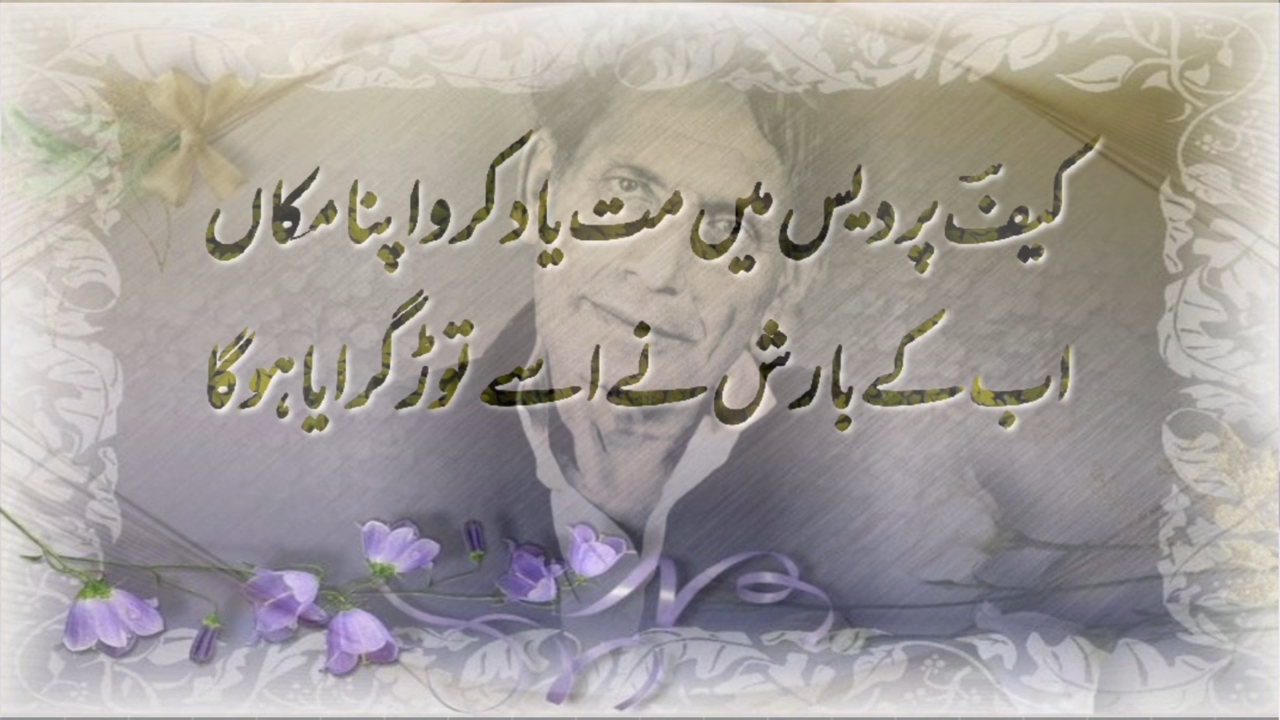 کیفؔ پردیس میں مت یاد کرو اپنا مکاں
اب کے بارش نے اسے توڑ گرایا ہوگا